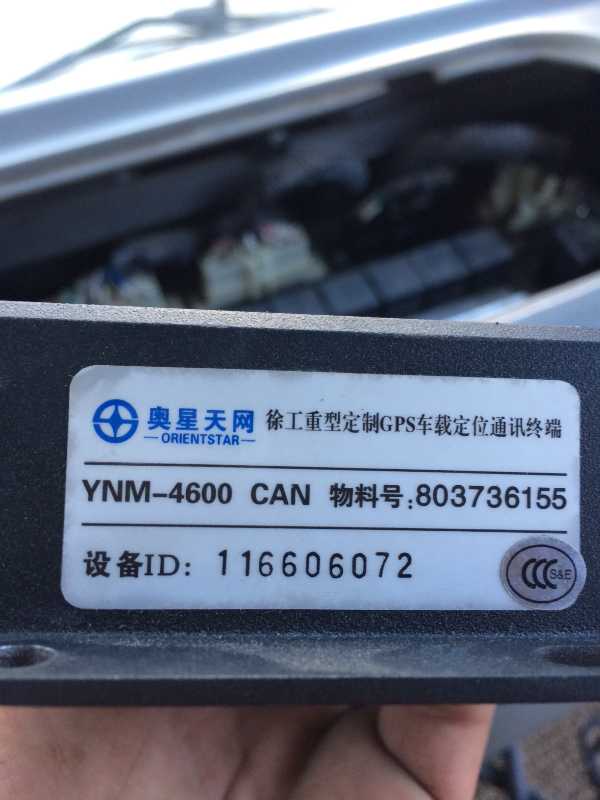 奥星天网 徐工重型定制GPS车载定位通讯终端
—ORIENTSTAR—
YNM-4600 CAN 物料号:803736155
设备ID: 116606072
CCC S&E